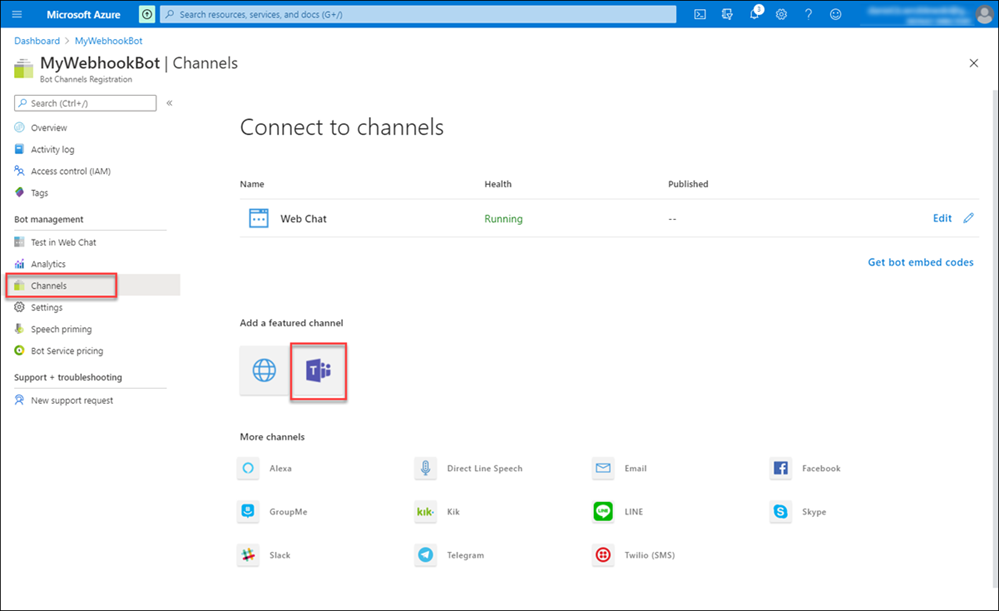 Microsoft Azure
Search resources, services, and docs (G+/)
3
Dashboard > MyWebhookBot
MyWebhookBot | Channels
Bot Channels Registration
Search (Ctrl+/)
«
Overview
Activity log
Access control (IAM)
Tags
Bot management
Test in Web Chat
Analytics
Channels
Settings
Speech priming
Bot Service pricing
Support + troubleshooting
New support request
Connect to channels
Name Health Published
Web Chat Running -- Edit
Get bot embed codes
Add a featured channel
T
More channels
Alexa Direct Line Speech Email Facebook
GroupMe kik. Kik LINE LINE Skype
Slack Telegram Twilio (SMS)